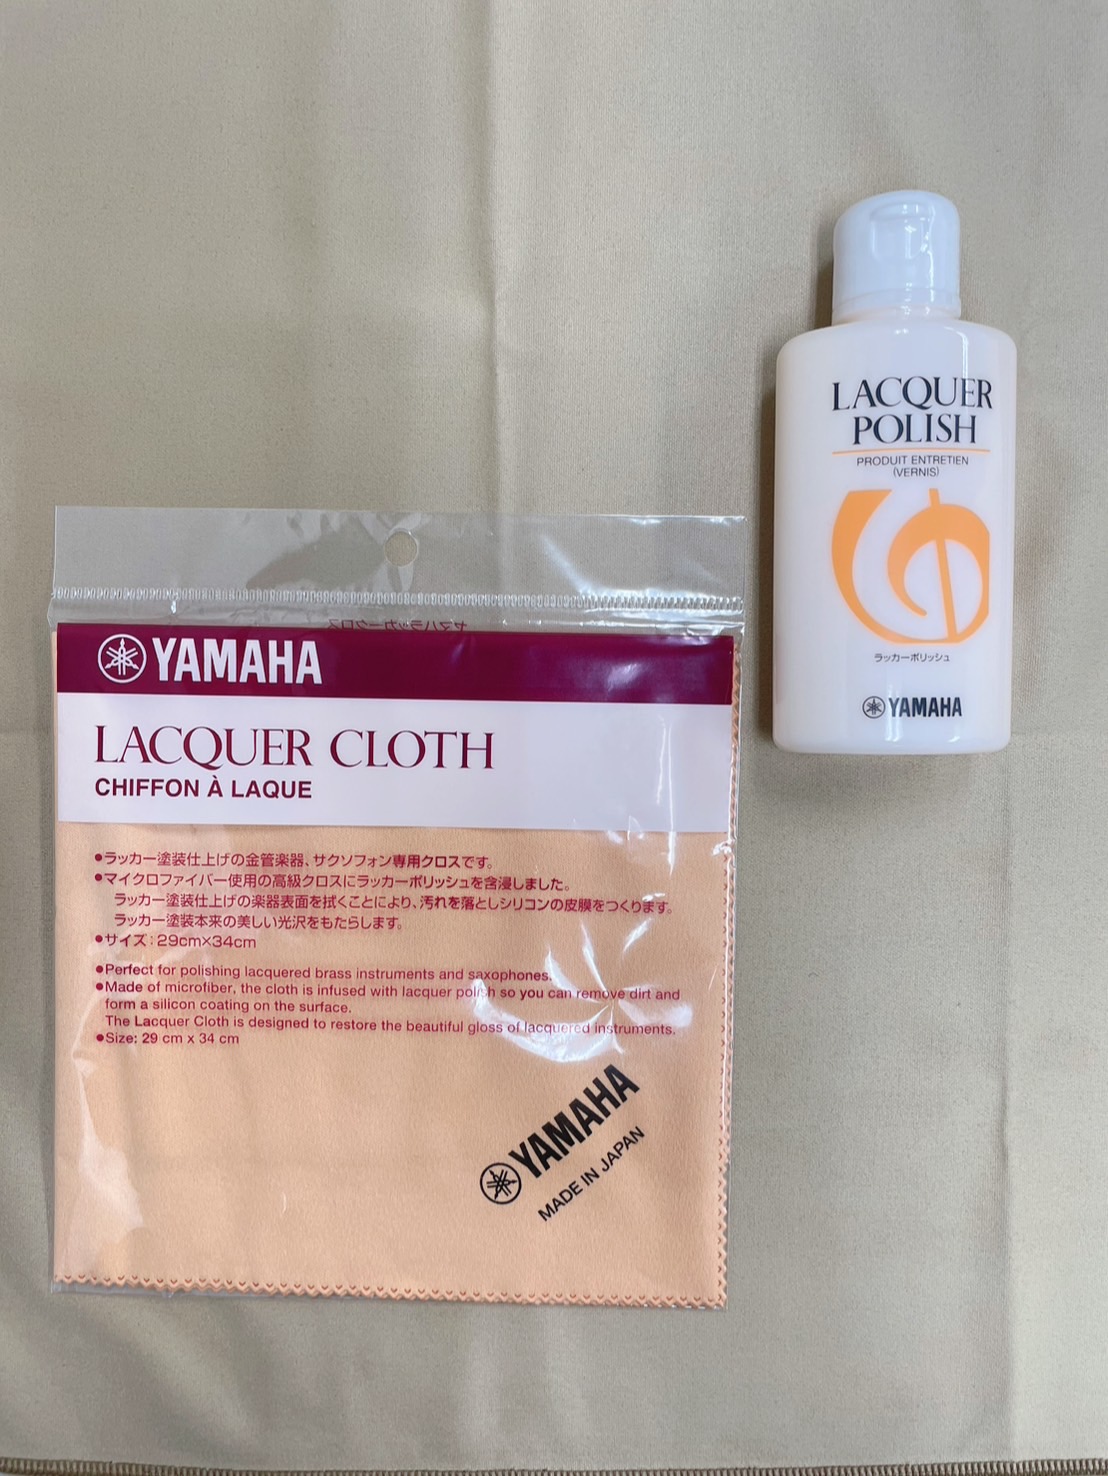 YAMAHA
LACQUER CLOTH
CHIFFON À LAQUE
●ラッカー塗装仕上げの金管楽器、サクソフォン専用クロスです。
●マイクロファイバー使用の高級クロスにラッカーポリッシュを含浸しました。
ラッカー塗装仕上げの楽器表面を拭くことにより、汚れを落としシリコンの皮膜をつくります。
ラッカー塗装本来の美しい光沢をもたらします。
●サイズ：29cm×34cm
●Perfect for polishing lacquered brass instruments and saxophones.
●Made of microfiber, the cloth is infused with lacquer polish so you can remove dirt and
form a silicon coating on the surface.
The Lacquer Cloth is designed to restore the beautiful gloss of lacquered instruments.
●Size: 29 cm x 34 cm
YAMAHA
MADE IN JAPAN
ヤマハラッカークロス
LACQUER
POLISH
PRODUIT ENTRETIEN
(VERNIS)
ラッカーポリッシュ
YAMAHA